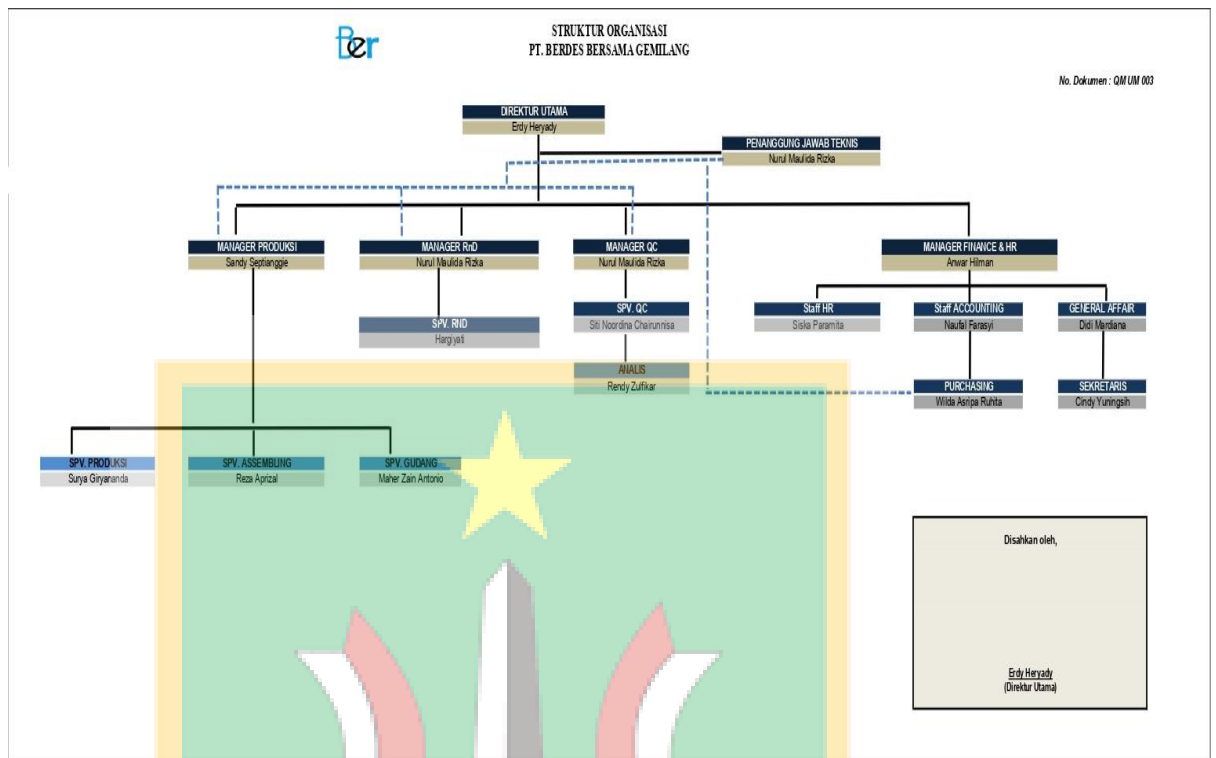 Ber
STRUKTUR ORGANISASI
PT. BERDES BERSAMA GEMILANG
No. Dokumen : QM UM 003
DIREKTUR UTAMA
Erdy Heryady
PENANGGUNG JAWAB TEKNIS
Nurul Maulida Rizka
MANAGER PRODUKSI
Sandy Septianggie
MANAGER RnD
Nurul Maulida Rizka
MANAGER QC
Nurul Maulida Rizka
MANAGER FINANCE & HR
Anwar Hilman
SPV. RND
Hargiyati
SPV. QC
Siti Noordina Chairunnisa
Staff HR
Siska Paramita
Staff ACCOUNTING
Naufal Farasyi
GENERAL AFFAIR
Didi Mardiana
ANALIS
Rendy Zulfikar
PURCHASING
Wilda Asripa Ruhita
SEKRETARIS
Cindy Yuningsih
SPV. PRODUKSI
Surya Giryananda
SPV. ASSEMBLING
Reza Aprizal
SPV. GUDANG
Maher Zain Antonio
Disahkan oleh,
Erdy Heryady
(Direktur Utama)